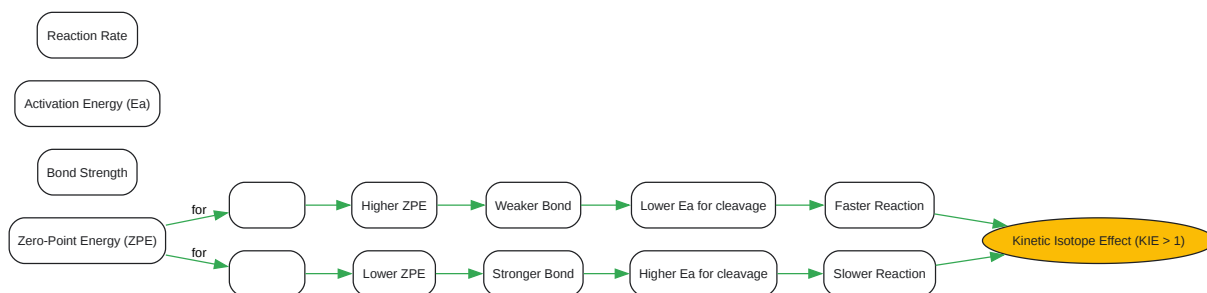 Reaction Rate
Activation Energy (Ea)
Bond Strength
Zero-Point Energy (ZPE)
for
Higher ZPE
Weaker Bond
Lower Ea for cleavage
Faster Reaction
for
Lower ZPE
Stronger Bond
Higher Ea for cleavage
Slower Reaction
Kinetic Isotope Effect (KIE > 1)